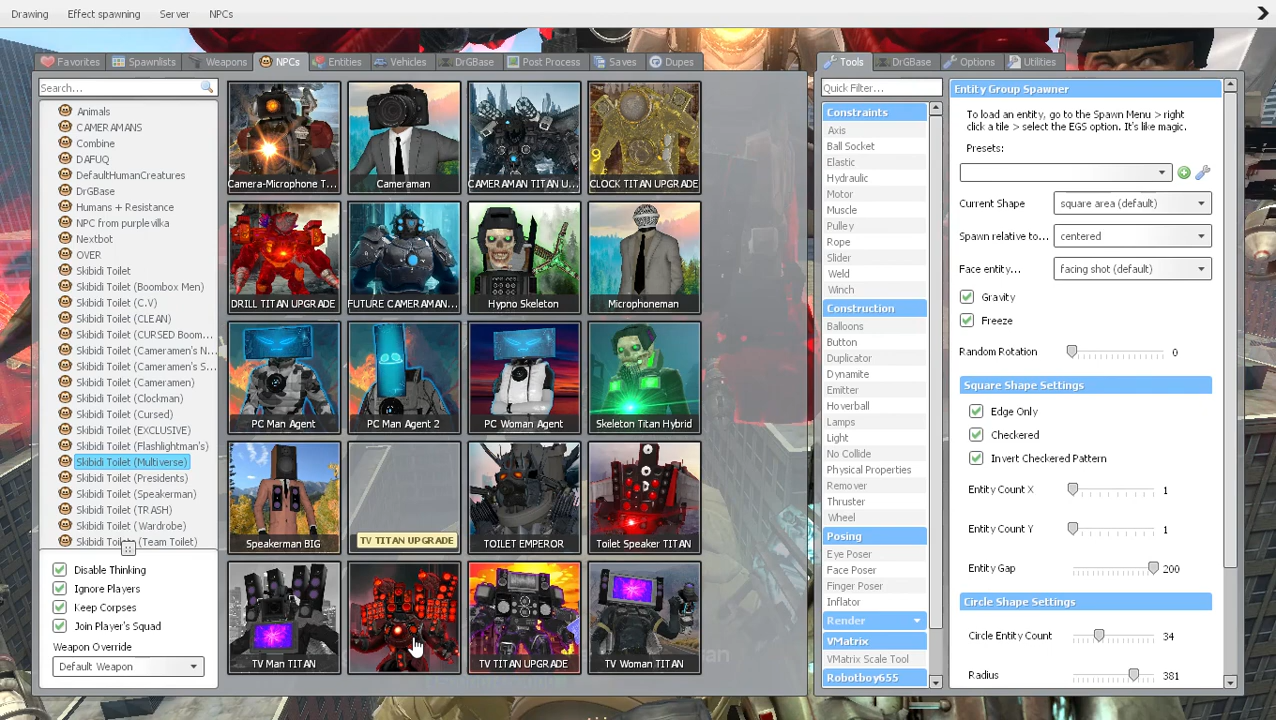 Drawing Effect spawning Server NPCs
Favorites Spawnlists Weapons NPCs Entities Vehicles DrGBase Post Process Saves Dupes
Search...
Animals
CAMERAMANS
Combine
DAFUQ
DefaultHumanCreatures
DrGBase
Humans + Resistance
NPC from purplevilka
Nextbot
OVER
Skibidi Toilet
Skibidi Toilet (Boombox Men)
Skibidi Toilet (C.V)
Skibidi Toilet (CLEAN)
Skibidi Toilet (CURSED Boom...
Skibidi Toilet (Cameramen's N...
Skibidi Toilet (Cameramen's S...
Skibidi Toilet (Cameramen)
Skibidi Toilet (Clockman)
Skibidi Toilet (Cursed)
Skibidi Toilet (EXCLUSIVE)
Skibidi Toilet (Flashlightman's)
Skibidi Toilet (Multiverse)
Skibidi Toilet (Presidents)
Skibidi Toilet (Speakerman)
Skibidi Toilet (TRASH)
Skibidi Toilet (Wardrobe)
Skibidi Toilets (Team Toilet)
Disable Thinking
Ignore Players
Keep Corpses
Join Player's Squad
Weapon Override
Default Weapon
Camera-Microphone T... Cameraman CAMERAMAN TITAN U... CLOCK TITAN UPGRADE
DRILL TITAN UPGRADE FUTURE CAMERAMAN... Hypno Skeleton Microphoneman
PC Man Agent PC Man Agent 2 PC Woman Agent Skeleton Titan Hybrid
Speakerman BIG TV TITAN UPGRADE TOILET EMPEROR Toilet Speaker TITAN
TV Man TITAN TV TITAN UPGRADE TV Woman TITAN
Tools DrGBase Options Utilities
Quick Filter...
Constraints
Axis
Ball Socket
Elastic
Hydraulic
Motor
Muscle
Pulley
Rope
Slider
Weld
Winch
Construction
Balloons
Button
Duplicator
Dynamite
Emitter
Hoverball
Lamps
Light
No Collide
Physical Properties
Remover
Thruster
Wheel
Posing
Eye Poser
Face Poser
Finger Poser
Inflator
Render
VMatrix
VMatrix Scale Tool
Robotboy655
Entity Group Spawner
To load an entity, go to the Spawn Menu > right
click a tile > select the EGS option. It's like magic.
Presets:
Current Shape square area (default)
Spawn relative to... centered
Face entity... facing shot (default)
Gravity
Freeze
Random Rotation 0
Square Shape Settings
Edge Only
Checkered
Invert Checkered Pattern
Entity Count X 1
Entity Count Y 1
Entity Gap 200
Circle Shape Settings
Circle Entity Count 34
Radius 381